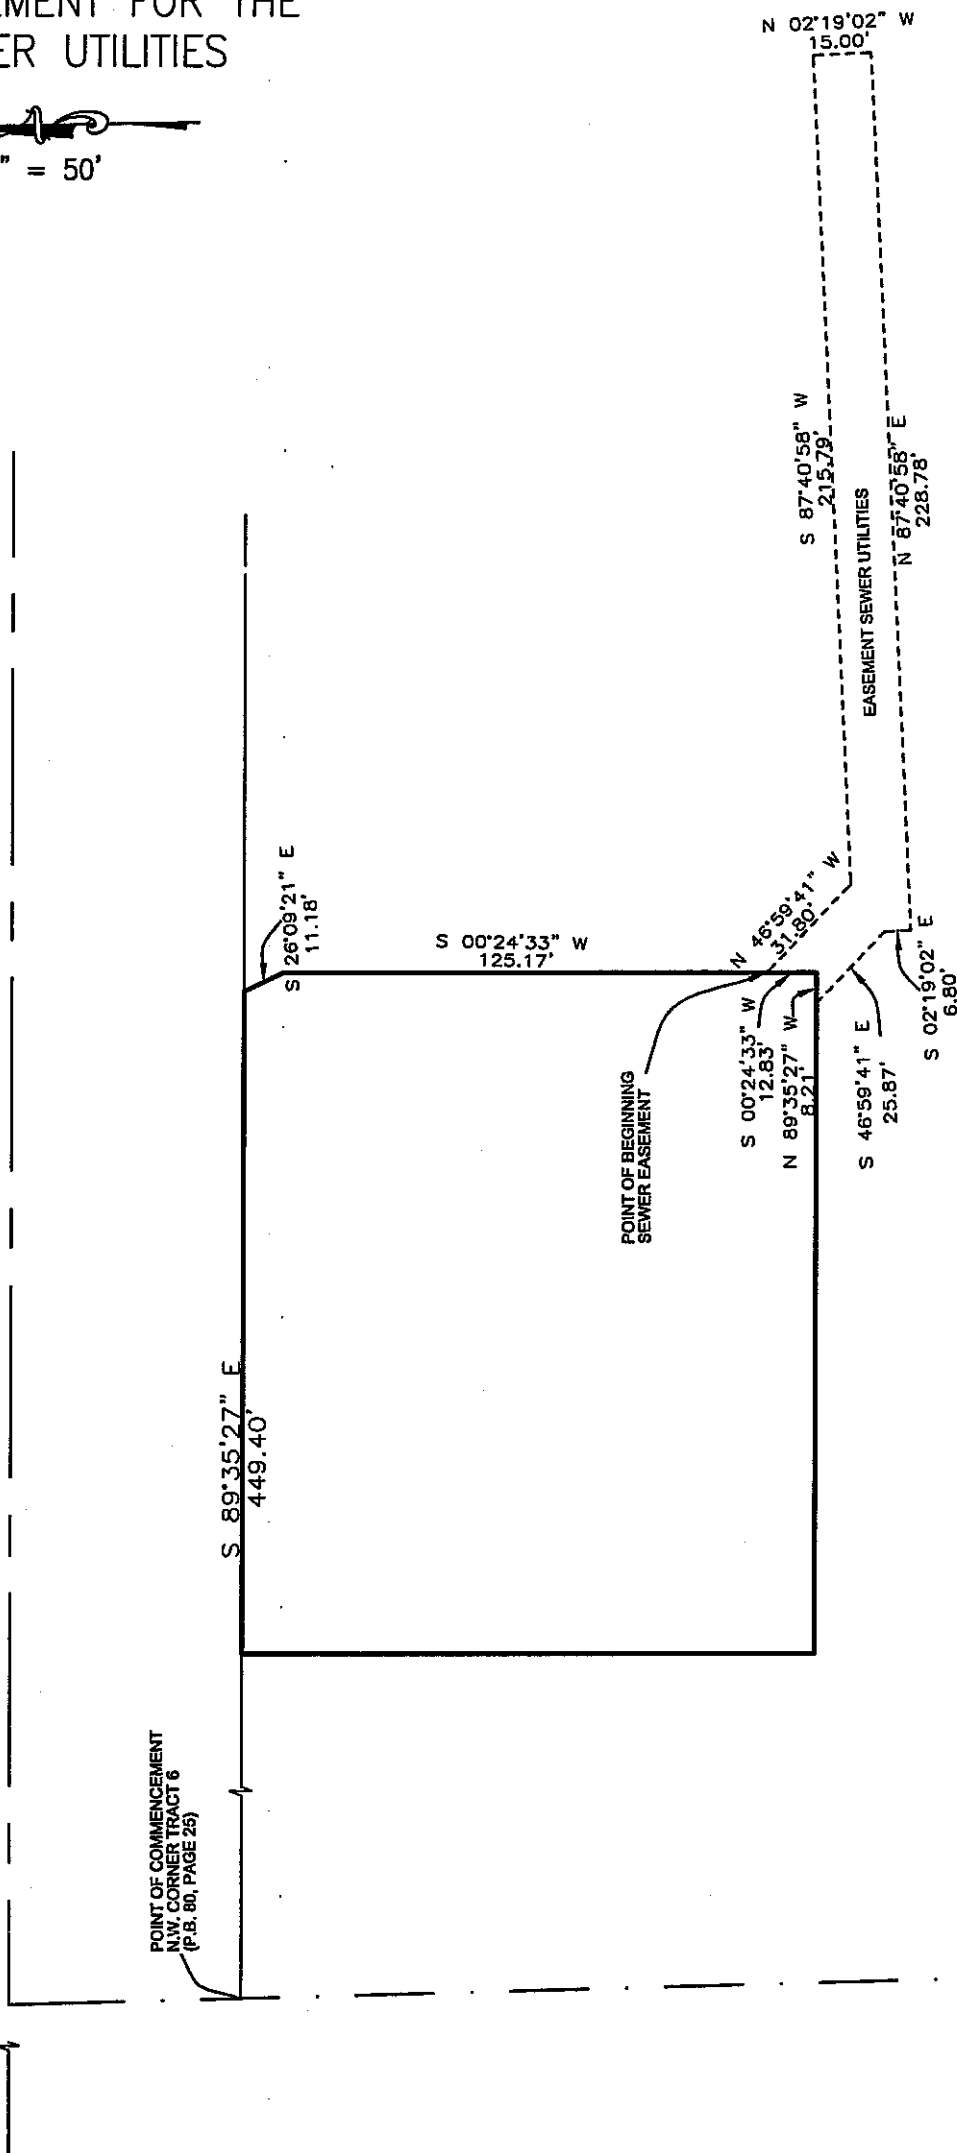 EMENT FOR THE
ER UTILITIES
" = 50'
N 02°19'02" W
15.00'
S 87°40'58" W
215.79'
EASEMENT SEWER UTILITIES
N 87°40'58" E
228.78'
S 26°09'21" E
11.18'
S 00°24'33" W
125.17'
N 46°59'41" W
31.80'
POINT OF BEGINNING
SEWER EASEMENT
S 00°24'33" W
12.83'
N 89°35'27" W
8.21'
S 46°59'41" E
25.87'
S 02°19'02" E
6.80'
S 89°35'27" E
449.40'
POINT OF COMMENCEMENT
N.W. CORNER TRACT 6
(P.B. 80, PAGE 25)